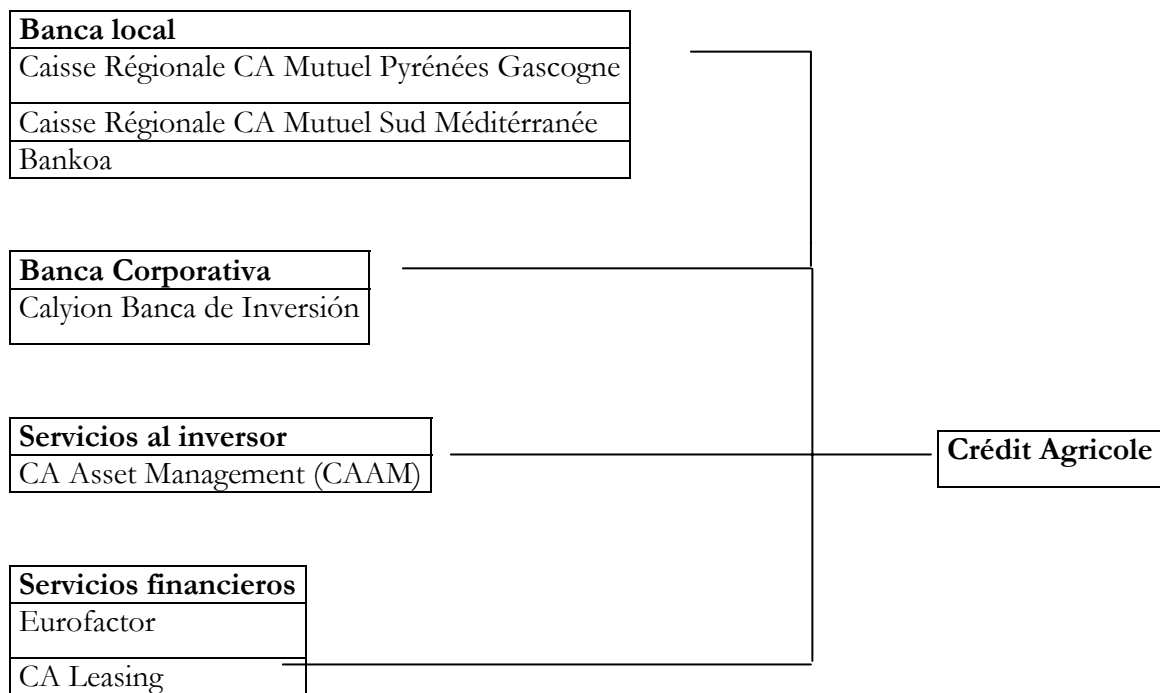 Banca local
Caisse Régionale CA Mutuel Pyrénées Gascogne
Caisse Régionale CA Mutuel Sud Méditérranée
Bankoa
Banca Corporativa
Calyion Banca de Inversión
Servicios al inversor
CA Asset Management (CAAM)
Crédit Agricole
Servicios financieros
Eurofactor
CA Leasing